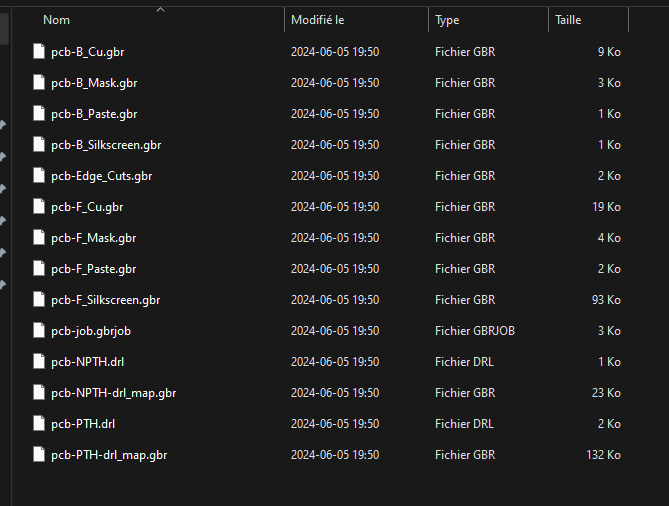 Nom Modifié le Type Taille
pcb-B_Cu.gbr 2024-06-05 19:50 Fichier GBR 9 Ko
pcb-B_Mask.gbr 2024-06-05 19:50 Fichier GBR 3 Ko
pcb-B_Paste.gbr 2024-06-05 19:50 Fichier GBR 1 Ko
pcb-B_Silkscreen.gbr 2024-06-05 19:50 Fichier GBR 1 Ko
pcb-Edge_Cuts.gbr 2024-06-05 19:50 Fichier GBR 2 Ko
pcb-F_Cu.gbr 2024-06-05 19:50 Fichier GBR 19 Ko
pcb-F_Mask.gbr 2024-06-05 19:50 Fichier GBR 4 Ko
pcb-F_Paste.gbr 2024-06-05 19:50 Fichier GBR 2 Ko
pcb-F_Silkscreen.gbr 2024-06-05 19:50 Fichier GBR 93 Ko
pcb-job.gbrjob 2024-06-05 19:50 Fichier GBRJOB 3 Ko
pcb-NPTH.drl 2024-06-05 19:50 Fichier DRL 1 Ko
pcb-NPTH-drl_map.gbr 2024-06-05 19:50 Fichier GBR 23 Ko
pcb-PTH.drl 2024-06-05 19:50 Fichier DRL 2 Ko
pcb-PTH-drl_map.gbr 2024-06-05 19:50 Fichier GBR 132 Ko